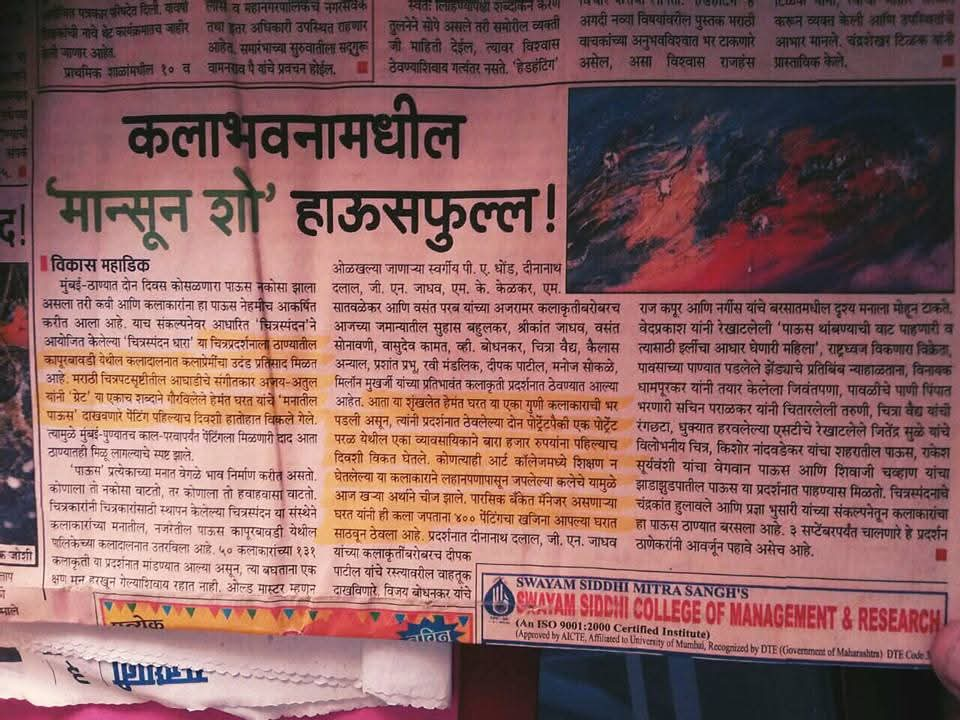 स्वतः लिहिण्यापेक्षा शब्दांकन करणे
तुलनेने सोपे असले तरी समोरील व्यक्ती
जी माहिती देईल, त्यावर विश्वास
ठेवण्याशिवाय गत्यंतर नसते. 'हेडहंटिंग'
अगदी नव्या विषयांवरील पुस्तक मराठी
वाचकांच्या अनुभवविश्वात भर टाकणारे
असेल, असा विश्वास राजहंस
करून व्यक्त केली आणि उपस्थितांचे
आभार मानले. चंद्रशेखर टिळक यांनी
प्रास्ताविक केले.
व महानगरपालिकेचे नगरसेवक
तथा इतर अधिकारी उपस्थित राहणार
आहेत. समारंभाच्या सुरुवातीला सद्गुरू
वामनराव पै यांचे प्रवचन होईल.
यांची नावे थेट कार्यक्रमातच जाहीर
केली जाणार आहेत.
प्राथमिक शाळांमधील १० व
कलाभवनामधील
'मान्सून शो' हाऊसफुल्ल!
विकास महाडिक
मुंबई-ठाण्यात दोन दिवस कोसळणारा पाऊस नकोसा झाला
असला तरी कवी आणि कलाकारांना हा पाऊस नेहमीच आकर्षित
करीत आला आहे. याच संकल्पनेवर आधारित 'चित्रस्पंदन'ने
आयोजित केलेल्या 'चित्रस्पंदन धारा' या चित्रप्रदर्शनाला ठाण्यातील
कापूरबावडी येथील कलादालनात कलाप्रेमींचा उदंड प्रतिसाद मिळत
आहे. मराठी चित्रपटसृष्टीतील आघाडीचे संगीतकार अजय-अतुल
यांनी 'ग्रेट' या एकाच शब्दाने गौरविलेले हेमंत घरत यांचे 'मनातील
पाऊस' दाखवणारे पेंटिंग पहिल्याच दिवशी हातोहात विकले गेले.
त्यामुळे मुंबई-पुण्यातच काल-परवापर्यंत पेंटिंगला मिळणारी दाद आता
ठाण्यातही मिळू लागल्याचे स्पष्ट झाले.
'पाऊस' प्रत्येकाच्या मनात वेगळे भाव निर्माण करीत असतो.
कोणाला तो नकोसा वाटतो, तर कोणाला तो हवाहवासा वाटतो.
चित्रकारांनी चित्रकारांसाठी स्थापन केलेल्या चित्रस्पंदन या संस्थेने
कलाकारांच्या मनातील, नजरेतील पाऊस कापूरबावडी येथील
पालिकेच्या कलादालनात उतरविला आहे. ५० कलाकारांच्या १३१
कलाकृती या प्रदर्शनात मांडण्यात आल्या असून, त्या बघताना एक
क्षण मन हरखून गेल्याशिवाय रहात नाही. ओल्ड मास्टर म्हणून
ओळखल्या जाणाऱ्या स्वर्गीय पी. ए. धोंड, दीनानाथ
दलाल, जी. एन. जाधव, एम. के. केळकर, एम.
सातवळेकर आणि वसंत परब यांच्या अजरामर कलाकृतीबरोबरच
आजच्या जमान्यातील सुहास बहुलकर, श्रीकांत जाधव, वसंत
सोनावणी, वासुदेव कामत, व्ही. बोधनकर, चित्रा वैद्य, कैलास
अन्याल, प्रशांत प्रभू, रवी मंडलिक, दीपक पाटील, मनोज सोकळे,
मिलॉन मुखर्जी यांच्या प्रतिभावंत कलाकृती प्रदर्शनात ठेवण्यात आल्या
आहेत. आता या शृंखलेत हेमंत घरत या एका गुणी कलाकाराची भर
पडली असून, त्यांनी प्रदर्शनात ठेवलेल्या दोन पोर्ट्रेटपैकी एक पोर्ट्रेट
परळ येथील एका व्यावसायिकाने बारा हजार रुपयांना पहिल्याच
दिवशी विकत घेतले. कोणत्याही आर्ट कॉलेजमध्ये शिक्षण न
घेतलेल्या या कलाकाराने लहानपणापासून जपलेल्या कलेचे यामुळे
आज खऱ्या अर्थाने चीज झाले. पारसिक बँकेत मॅनेजर असणाऱ्या
घरत यांनी ही कला जपताना ४०० पेंटिंगचा खजिना आपल्या घरात
साठवून ठेवला आहे. प्रदर्शनात दीनानाथ दलाल, जी. एन. जाधव
यांच्या कलाकृतींबरोबरच दीपक
पाटील यांचे रस्त्यावरील वाहतूक
दाखविणारे, विजय बोधनकर यांचे
राज कपूर आणि नर्गीस यांचे बरसातमधील दृश्य मनाला मोहून टाकते.
वेदप्रकाश यांनी रेखाटलेली 'पाऊस थांबण्याची वाट पाहणारी व
त्यासाठी इर्लीचा आधार घेणारी महिला', राष्ट्रध्वज विकणारा विक्रेता,
पावसाच्या पाण्यात पडलेले झेंड्याचे प्रतिबिंब न्याहाळताना, विनायक
धामपूरकर यांनी तयार केलेला जिवंतपणा, पावळीचे पाणी पिंपात
भरणारी सचिन पराळकर यांनी चितारलेली तरुणी, चित्रा वैद्य यांची
रंगछटा, धुक्यात हरवलेल्या एसटीचे रेखाटलेले जितेंद्र सुळे यांचे
विलोभनीय चित्र, किशोर नांदवडेकर यांचा शहरातील पाऊस, राकेश
सूर्यवंशी यांचा वेगवान पाऊस आणि शिवाजी चव्हाण यांचा
झाडाझुडपातील पाऊस या प्रदर्शनात पाहण्यास मिळतो. चित्रस्पंदनाचे
चंद्रकांत हुलावले आणि प्रज्ञा भुसारी यांच्या संकल्पनेतून कलाकारांचा
हा पाऊस ठाण्यात बरसला आहे. ३ सप्टेंबरपर्यंत चालणारे हे प्रदर्शन
ठाणेकरांनी आवर्जून पहावे असेच आहे.
SWAYAM SIDDHI MITRA SANGH'S
SWAYAM SIDDHI COLLEGE OF MANAGEMENT & RESEARCH
(An ISO 9001:2000 Certified Institute)
(Approved by AICTE, Affiliated to University of Mumbai, Recognized by DTE (Government of Maharashtra) DTE Code
प्रत्येक
नविन
जोशी